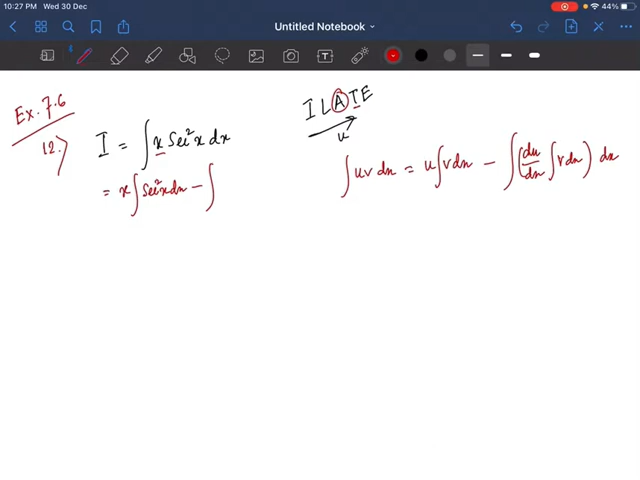 10:27 PM Wed 30 Dec
44%
Untitled Notebook
Ex. 7.6
ILATE
u
12.) I = ∫ x Sec²x dx
= x ∫ Sec²x dx − ∫
∫ uv dx = u ∫ v dx − ∫ (du/dx ∫ v dx) dx